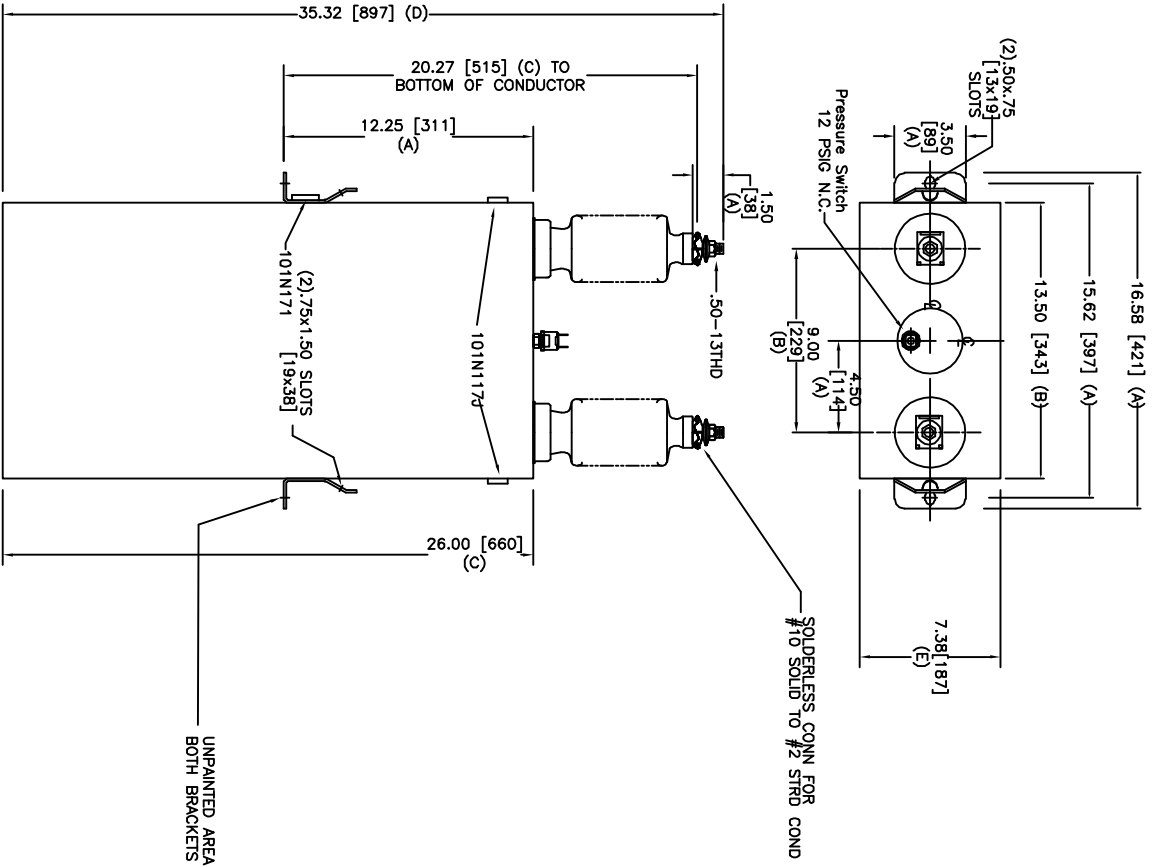 35.32 [897] (D)
20.27 [515] (C) TO
BOTTOM OF CONDUCTOR
12.25 [311]
(A)
1.50
[38]
(A)
.50-13THD
101N171
(2).75x1.50 SLOTS
[19x38]
101N117J
26.00 [660]
(C)
SOLDERLESS CONN FOR
#10 SOLID TO #2 STRD COND
UNPAINTED AREA
BOTH BRACKETS
(2).50x.75
[13x19]
SLOTS
3.50
[89]
(A)
Pressure Switch
12 PSIG N.C.
9.00
[229]
(B)
4.50
[114]
(A)
13.50 [343] (B)
15.62 [397] (A)
16.58 [421] (A)
7.38[187]
(E)